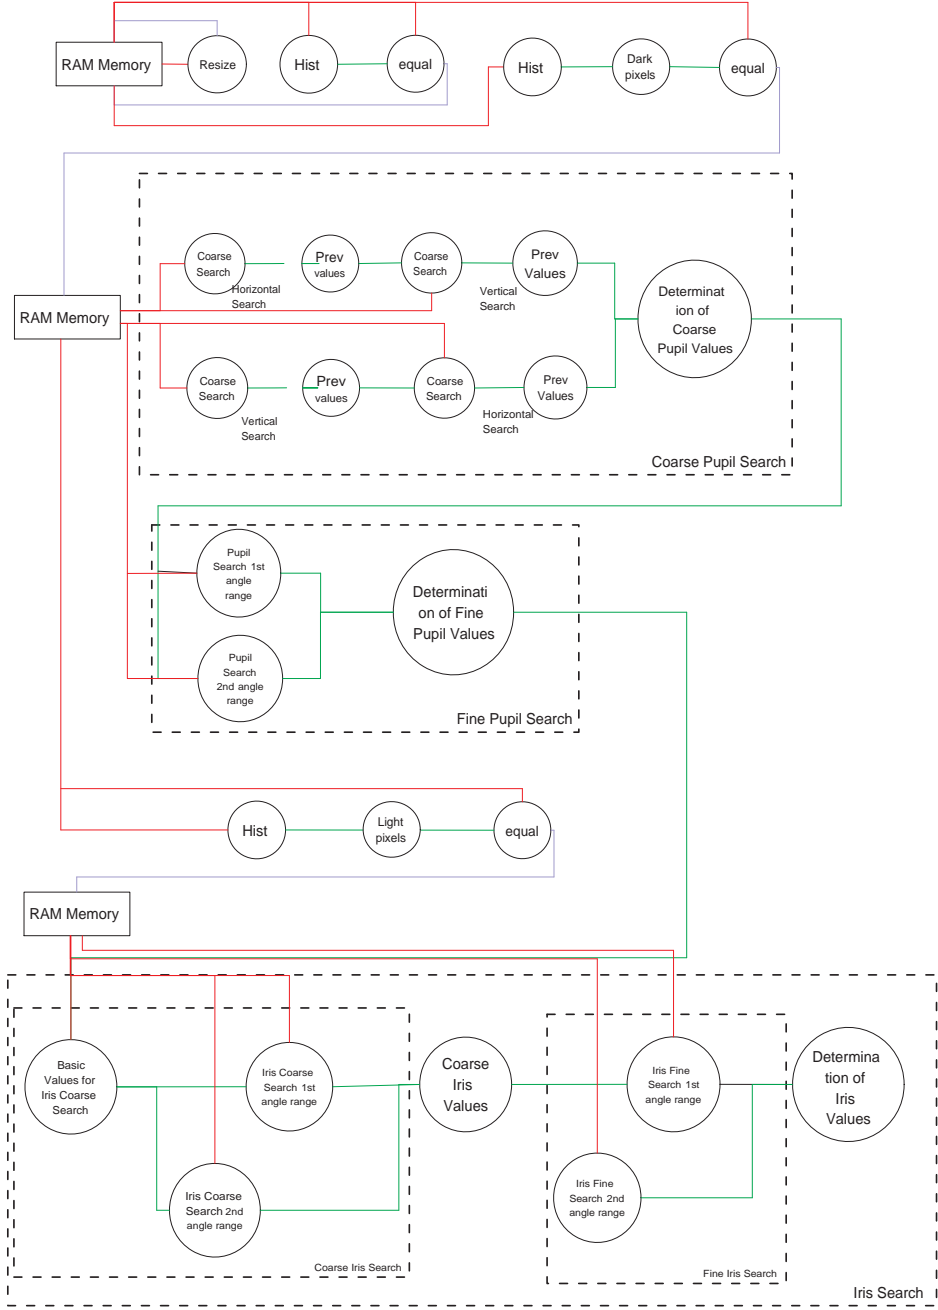 RAM Memory
Resize
Hist
equal
Hist
Dark
pixels
equal
Coarse
Search
Horizontal
Search
Prev
values
Coarse
Search
Vertical
Search
Prev
Values
Determinat
ion of
Coarse
Pupil Values
RAM Memory
Coarse
Search
Vertical
Search
Prev
values
Coarse
Search
Horizontal
Search
Prev
Values
Coarse Pupil Search
Pupil
Search 1st
angle
range
Determinati
on of Fine
Pupil Values
Pupil
Search
2nd angle
range
Fine Pupil Search
Hist
Light
pixels
equal
RAM Memory
Basic
Values for
Iris Coarse
Search
Iris Coarse
Search 1st
angle range
Coarse
Iris
Values
Iris Fine
Search 1st
angle range
Determina
tion of
Iris
Values
Iris Coarse
Search 2nd
angle range
Iris Fine
Search 2nd
angle range
Coarse Iris Search
Fine Iris Search
Iris Search